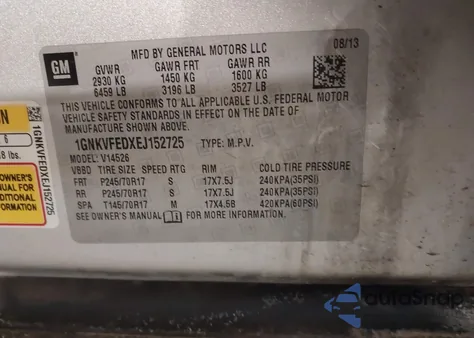 GM
MFD BY GENERAL MOTORS LLC
08/13
GVWR GAWR FRT GAWR RR
2930 KG 1450 KG 1600 KG
6459 LB 3196 LB 3527 LB
THIS VEHICLE CONFORMS TO ALL APPLICABLE U.S. FEDERAL MOTOR
VEHICLE SAFETY STANDARDS IN EFFECT ON THE DATE OF
MANUFACTURE SHOWN ABOVE.
1GNKVFEDXEJ152725 TYPE: M.P.V.
MODEL: V14526
VBBD TIRE SIZE SPEED RTG RIM COLD TIRE PRESSURE
FRT P245/70R17 S 17X7.5J 240KPA(35PSI)
RR P245/70R17 S 17X7.5J 240KPA(35PSI)
SPA T145/70R17 M 17X4.5B 420KPA(60PSI)
SEE OWNER'S MANUAL FOR MORE INFORMATION
6
8 lbs.
OWNER'S
MANUAL FOR
ADDITIONAL
INFORMATION
1GNKVFEDXEJ152725
AutoSnap